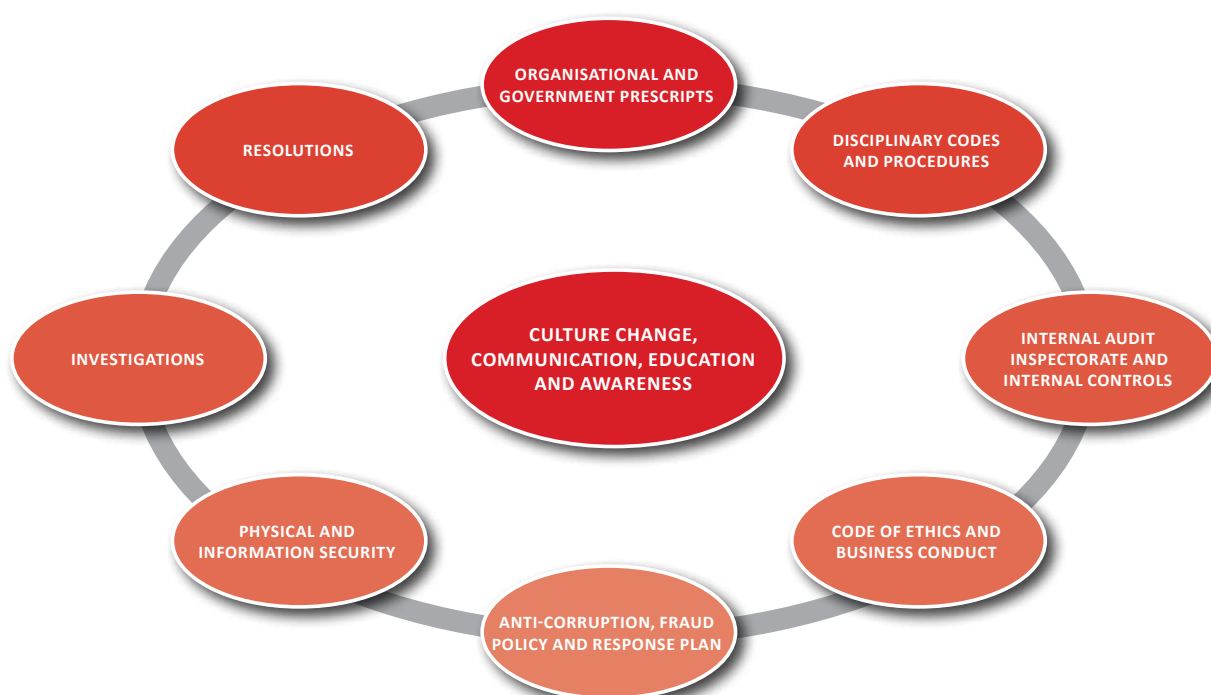 ORGANISATIONAL AND
GOVERNMENT PRESCRIPTS
RESOLUTIONS
DISCIPLINARY CODES
AND PROCEDURES
INVESTIGATIONS
CULTURE CHANGE,
COMMUNICATION, EDUCATION
AND AWARENESS
INTERNAL AUDIT
INSPECTORATE AND
INTERNAL CONTROLS
PHYSICAL AND
INFORMATION SECURITY
CODE OF ETHICS AND
BUSINESS CONDUCT
ANTI-CORRUPTION, FRAUD
POLICY AND RESPONSE PLAN